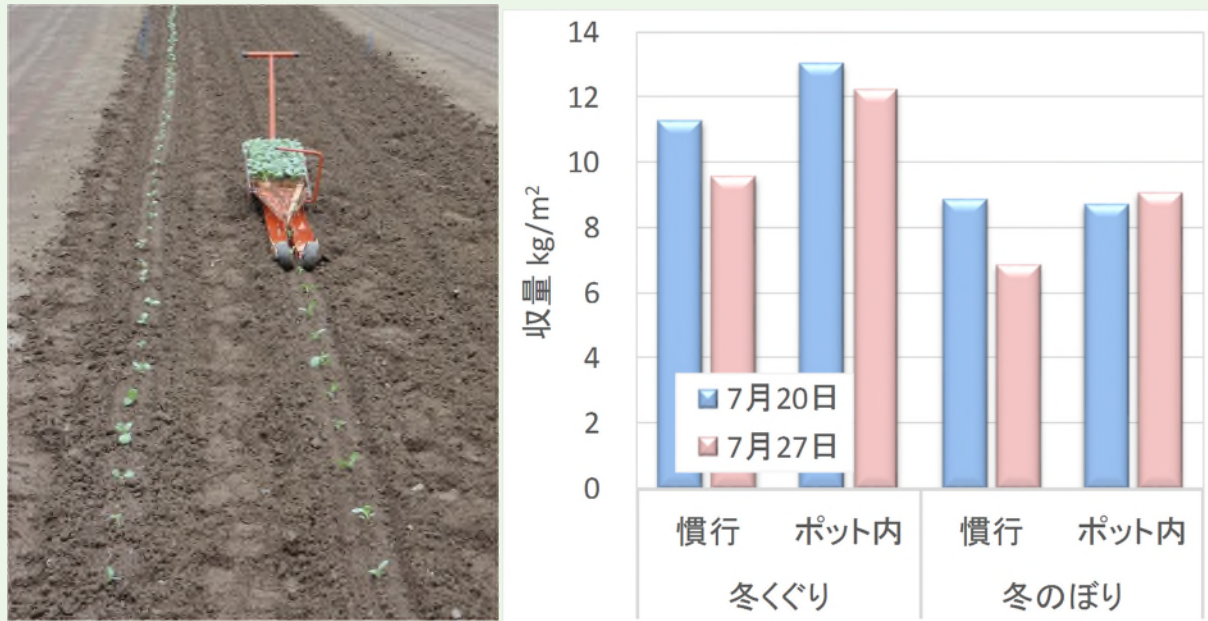 収量 kg/m²
14
12
10
8
6
4
2
0
7月20日
7月27日
慣行 ポット内 慣行 ポット内
冬くぐり 冬のぼり